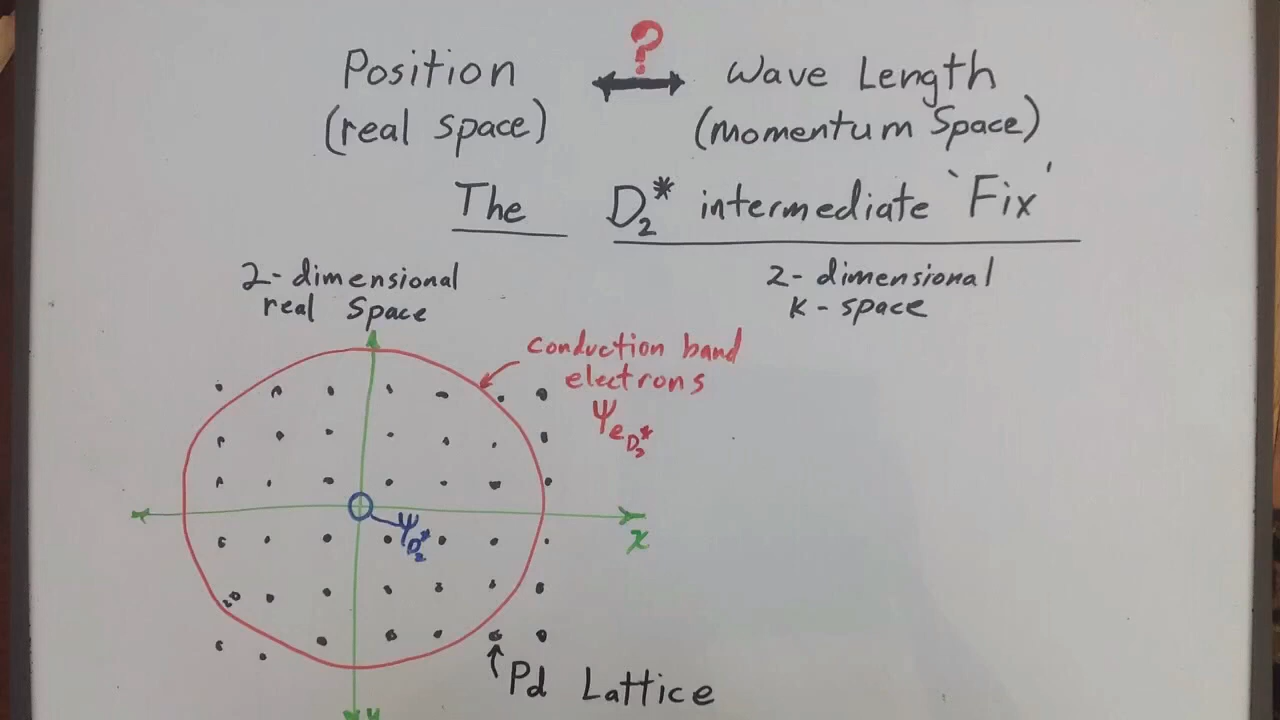 Position ? Wave Length
(real space) (momentum Space)
The D2* intermediate `Fix'
2-dimensional
real Space
2-dimensional
K-space
conduction band
electrons
ΨeD2*
ΨD2*
x
y
Pd Lattice